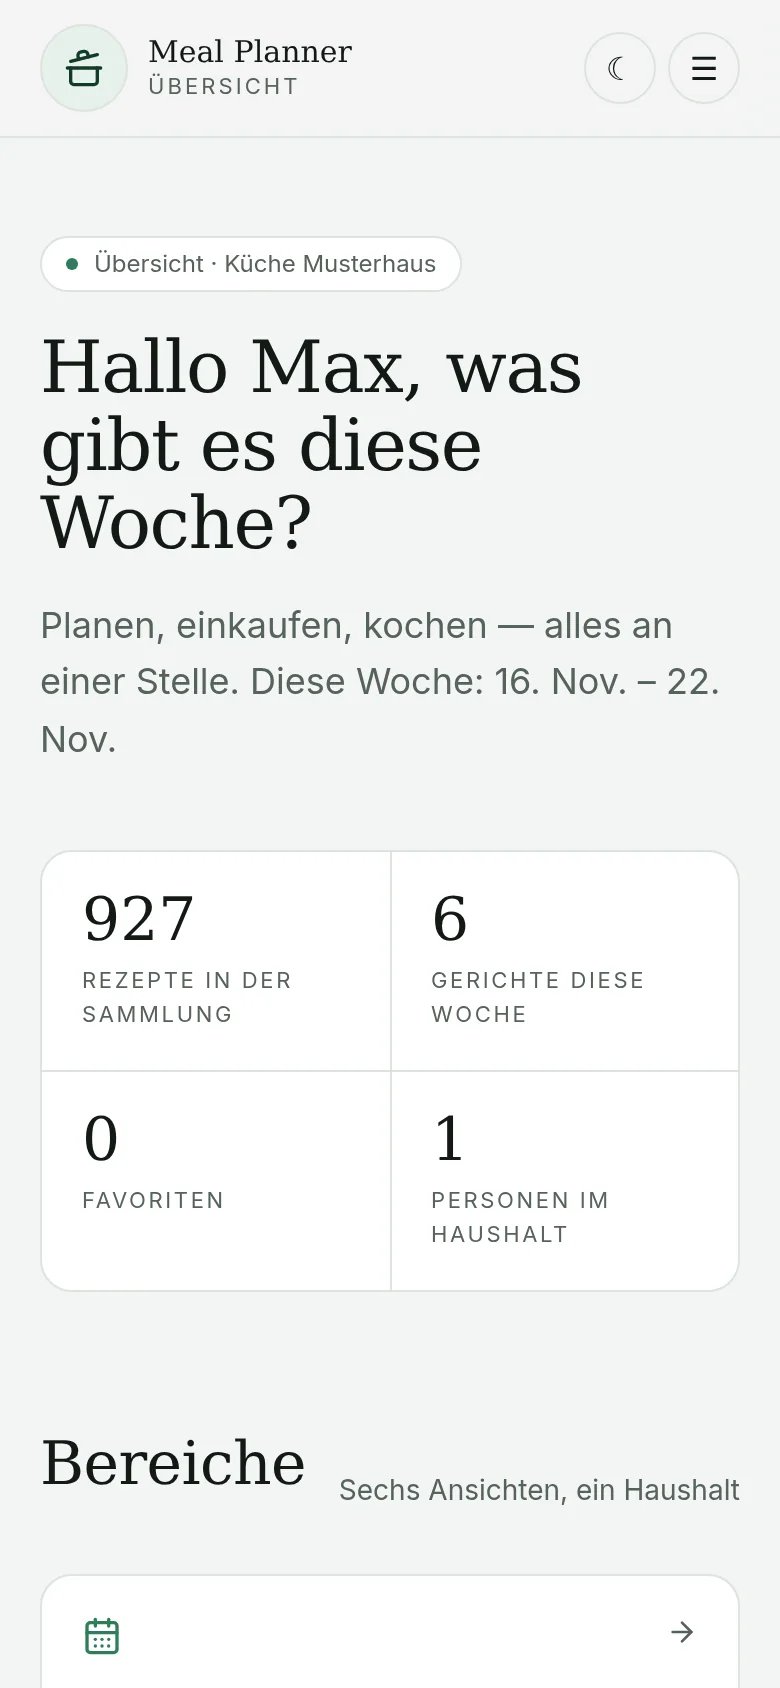 Meal Planner
ÜBERSICHT
Übersicht · Küche Musterhaus
Hallo Max, was
gibt es diese
Woche?
Planen, einkaufen, kochen — alles an
einer Stelle. Diese Woche: 16. Nov. – 22.
Nov.
927
REZEPTE IN DER
SAMMLUNG
6
GERICHTE DIESE
WOCHE
0
FAVORITEN
1
PERSONEN IM
HAUSHALT
Bereiche
Sechs Ansichten, ein Haushalt